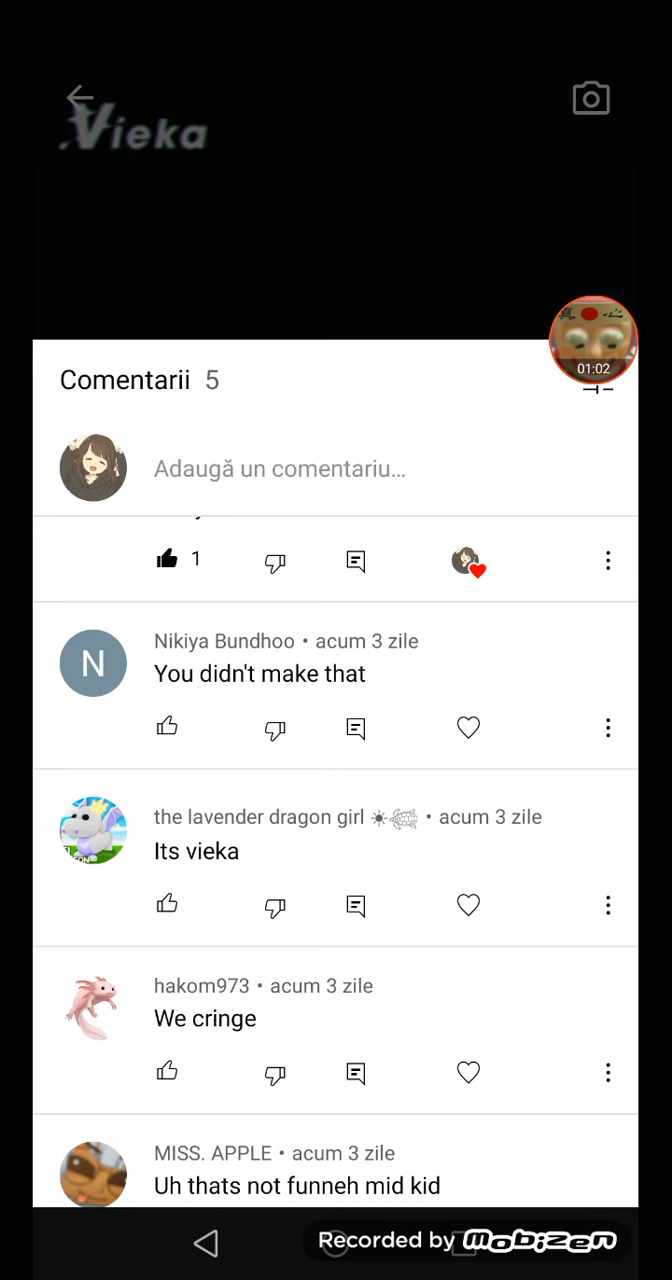 Vieka
真 心
01:02
Comentarii 5
Adaugă un comentariu...
1
Nikiya Bundhoo • acum 3 zile
N
You didn't make that
the lavender dragon girl ☀🐢 • acum 3 zile
Its vieka
hakom973 • acum 3 zile
We cringe
MISS. APPLE • acum 3 zile
Uh thats not funneh mid kid
Recorded by mobizen